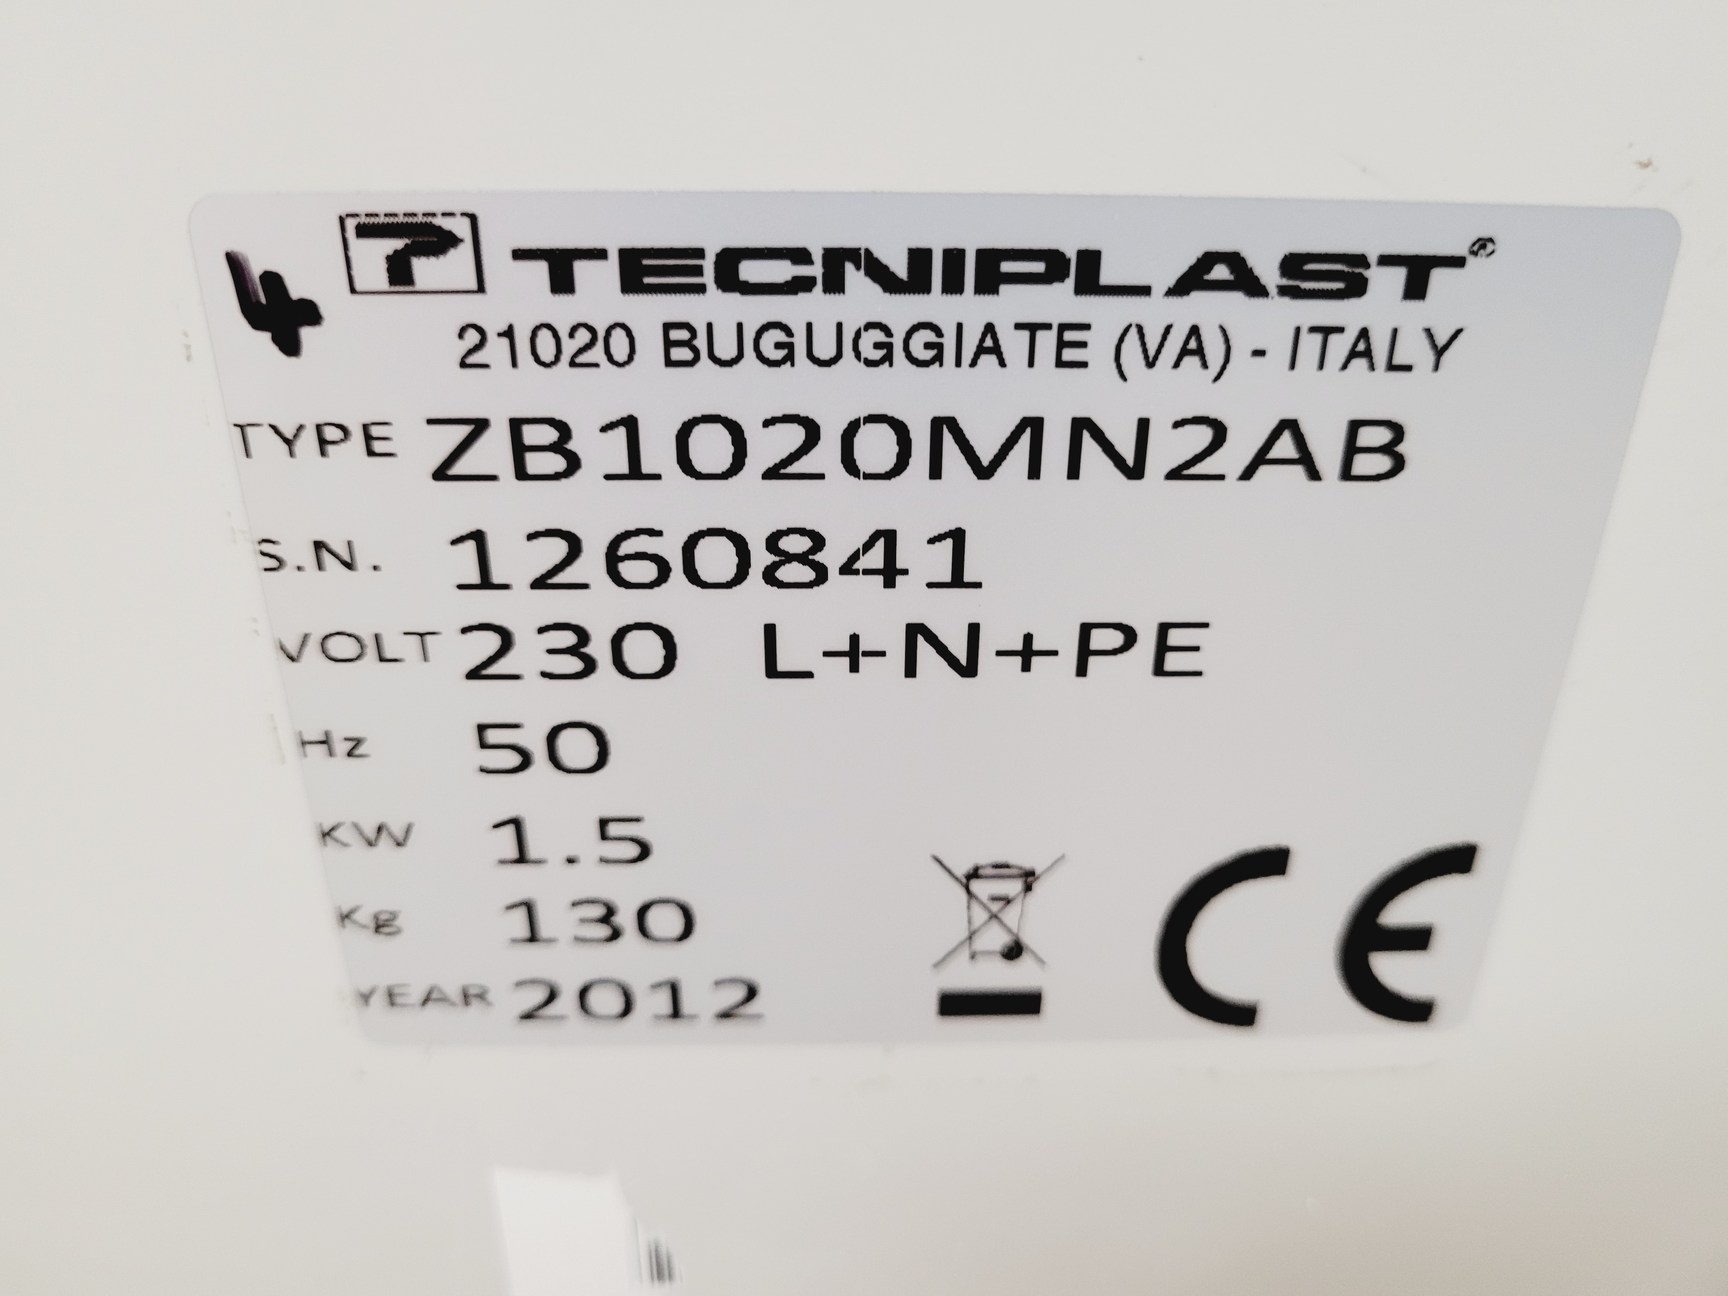 4 TECNIPLAST®
21020 BUGUGGIATE (VA) - ITALY
TYPE ZB1020MN2AB
S.N. 1260841
VOLT 230 L+N+PE
Hz 50
KW 1.5
Kg 130
YEAR 2012
CE